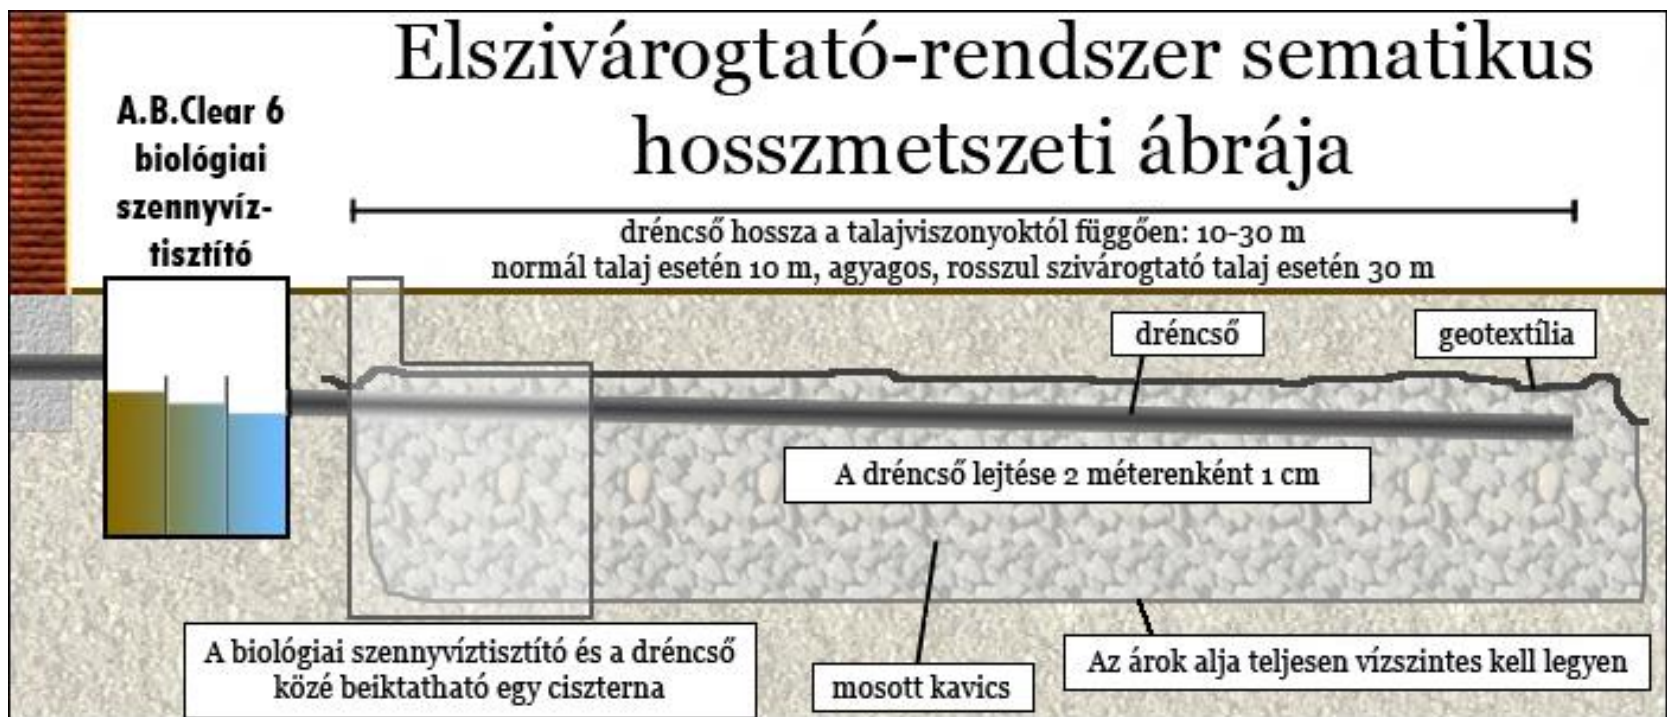 Elszivárogtató-rendszer sematikus
hosszmetszeti ábrája
A.B.Clear 6
biológiai
szennyvíz-
tisztító
dréncső hossza a talajviszonyoktól függően: 10-30 m
normál talaj esetén 10 m, agyagos, rosszul szivárogtató talaj esetén 30 m
dréncső
geotextília
A dréncső lejtése 2 méterenként 1 cm
A biológiai szennyvíztisztító és a dréncső
közé beiktatható egy ciszterna
mosott kavics
Az árok alja teljesen vízszintes kell legyen